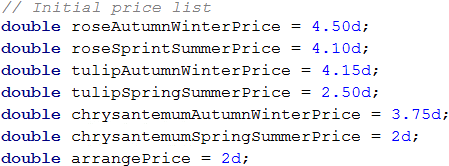 // Initial price list
double roseAutumnWinterPrice = 4.50d;
double roseSprintSummerPrice = 4.10d;
double tulipAutumnWinterPrice = 4.15d;
double tulipSpringSummerPrice = 2.50d;
double chrysantemumAutumnWinterPrice = 3.75d;
double chrysantemumSpringSummerPrice = 2d;
double arrangePrice = 2d;